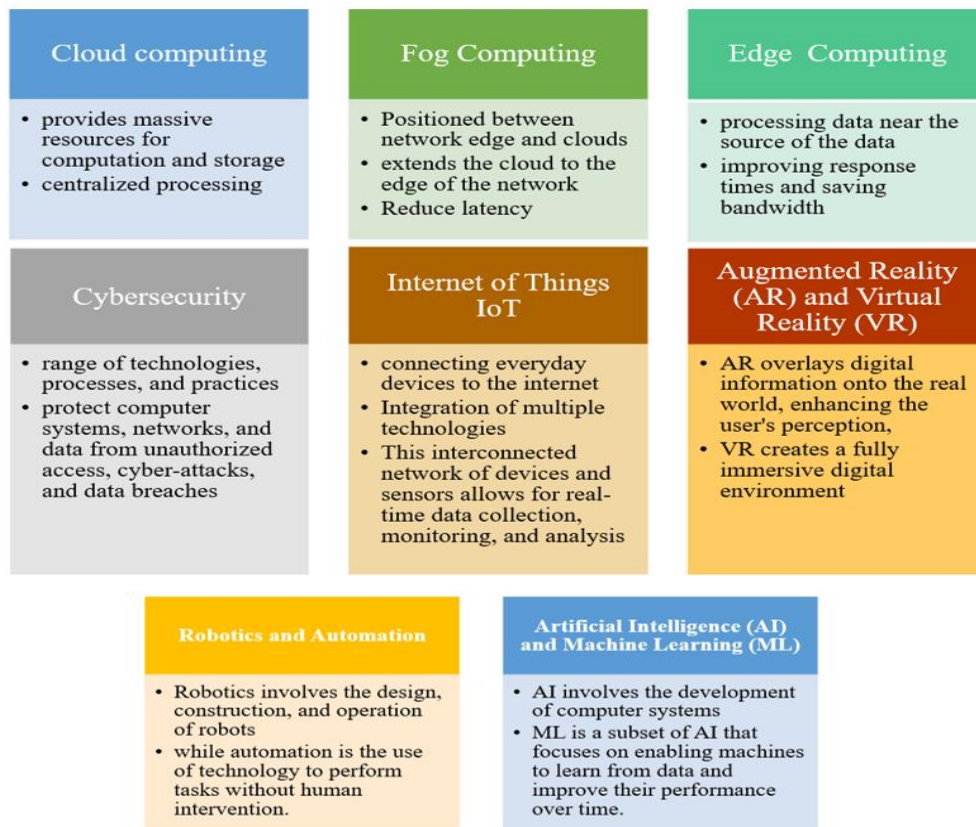 Cloud computing
• provides massive
resources for
computation and storage
• centralized processing
Fog Computing
• Positioned between
network edge and clouds
• extends the cloud to the
edge of the network
• Reduce latency
Edge Computing
• processing data near the
source of the data
• improving response
times and saving
bandwidth
Cybersecurity
• range of technologies,
processes, and practices
• protect computer
systems, networks, and
data from unauthorized
access, cyber-attacks,
and data breaches
Internet of Things
IoT
• connecting everyday
devices to the internet
• Integration of multiple
technologies
• This interconnected
network of devices and
sensors allows for real-
time data collection,
monitoring, and analysis
Augmented Reality
(AR) and Virtual
Reality (VR)
• AR overlays digital
information onto the real
world, enhancing the
user's perception,
• VR creates a fully
immersive digital
environment
Robotics and Automation
• Robotics involves the design,
construction, and operation
of robots
• while automation is the use
of technology to perform
tasks without human
intervention.
Artificial Intelligence (AI)
and Machine Learning (ML)
• AI involves the development
of computer systems
• ML is a subset of AI that
focuses on enabling machines
to learn from data and
improve their performance
over time.